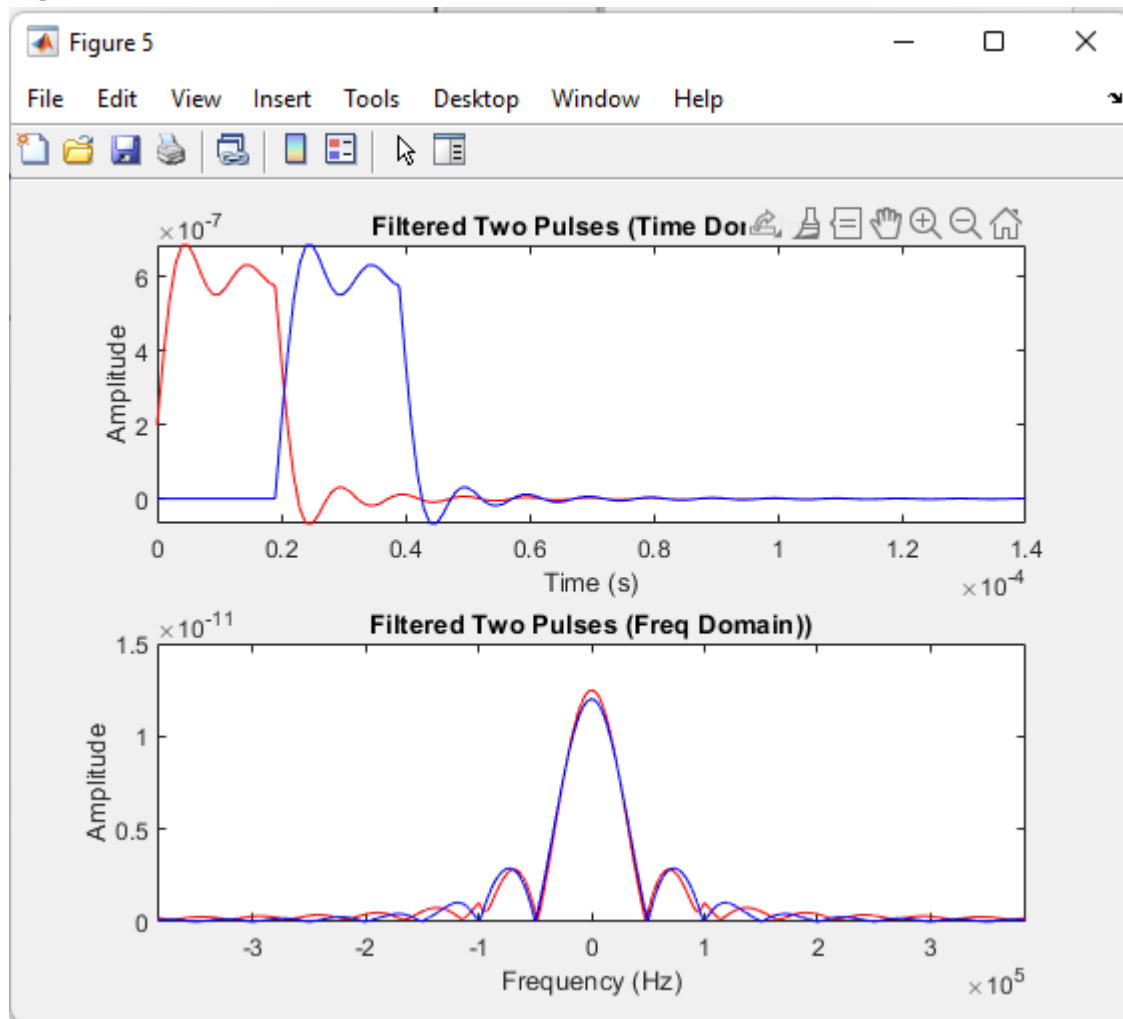 Figure 5
File Edit View Insert Tools Desktop Window Help
×10^-7
Filtered Two Pulses (Time
Amplitude
6
4
2
0
0 0.2 0.4 0.6 0.8 1 1.2 1.4
Time (s)
×10^-4
Filtered Two Pulses (Freq Domain))
×10^-11
Amplitude
1.5
1
0.5
0
-3 -2 -1 0 1 2 3
Frequency (Hz)
×10^5